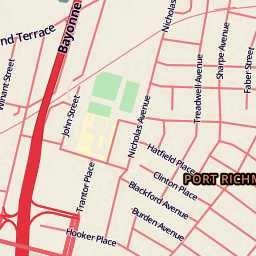 nd Terrace
Bayonne
Nicholas
Sharpe Avenue
Faber Street
Treadwell Avenue
Winant Street
John Street
Nicholas Avenue
Hatfield Place
Trantor Place
Clinton Place
PORT RICHM
Blackford Avenue
Burden Avenue
Hooker Place